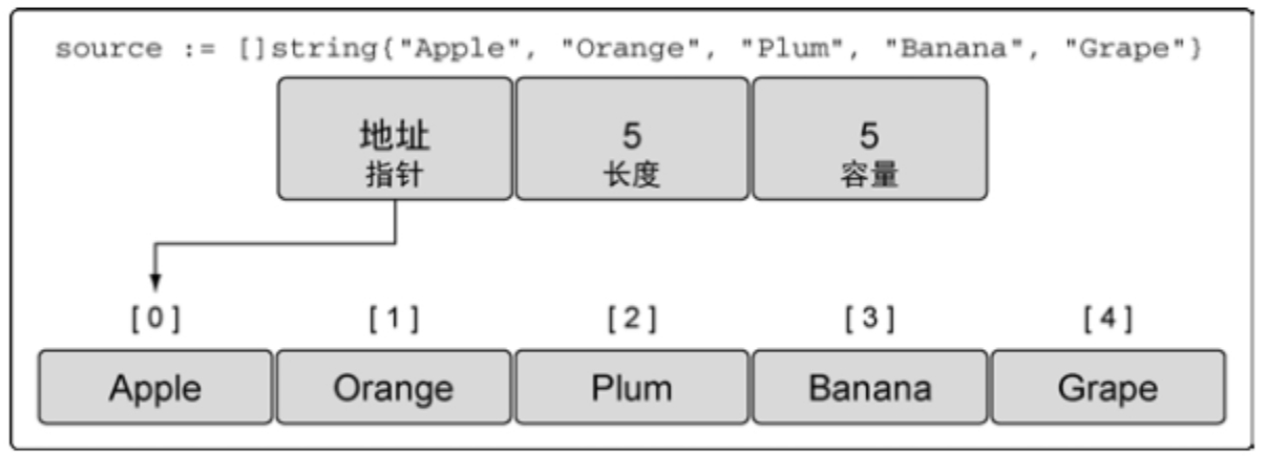 source := []string{"Apple", "Orange", "Plum", "Banana", "Grape"}
地址 5 5
指针 长度 容量
[0] [1] [2] [3] [4]
Apple Orange Plum Banana Grape